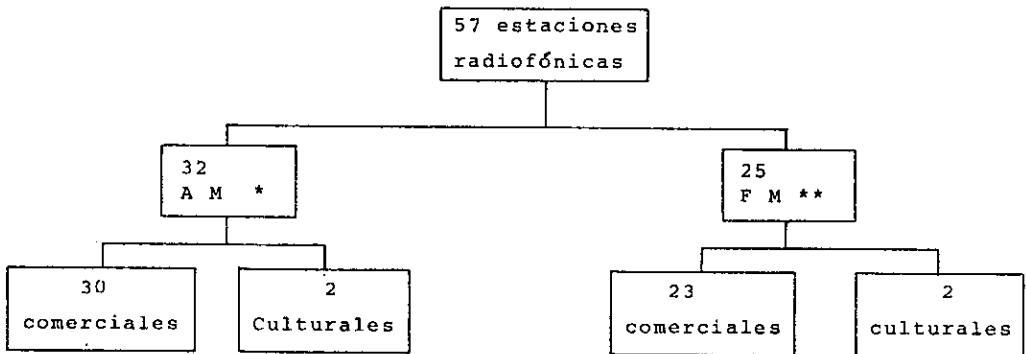 57 estaciones
radiofónicas
32
A M *
25
F M **
30
comerciales
2
Culturales
23
comerciales
2
culturales